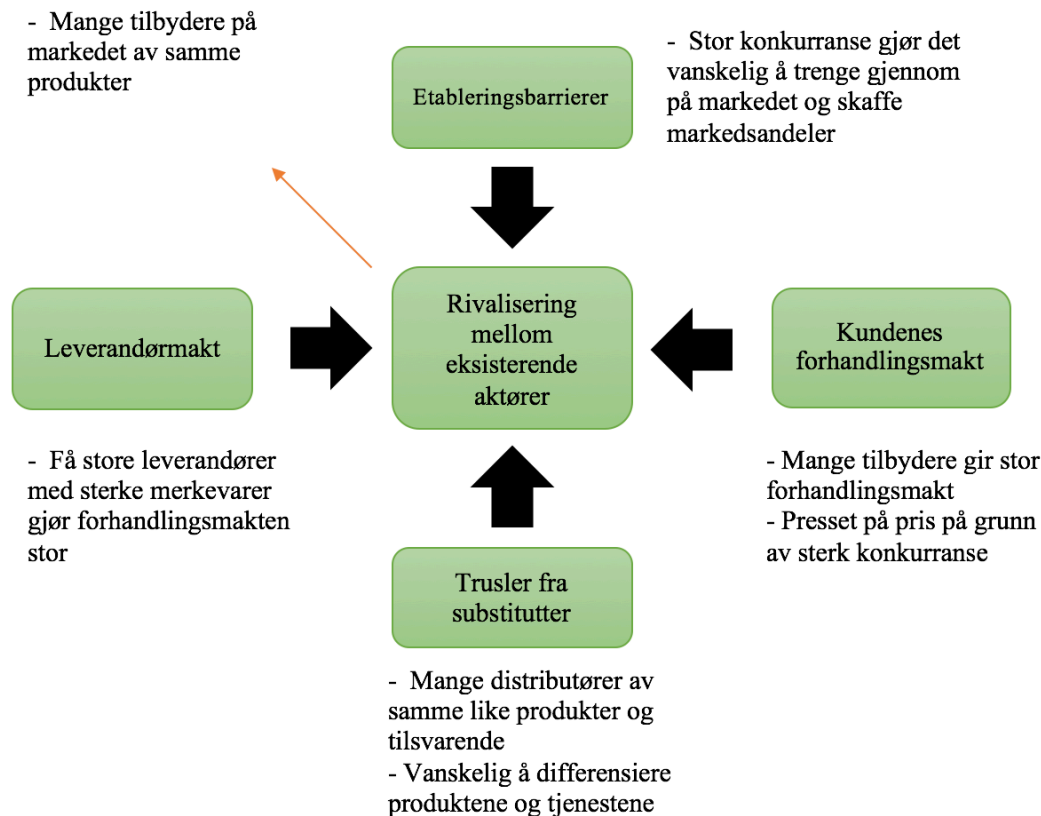 - Mange tilbydere på
markedet av samme
produkter
Etableringsbarrierer
- Stor konkurranse gjør det
vanskelig å trenge gjennom
på markedet og skaffe
markedsandeler
Leverandørmakt
Rivalisering
mellom
eksisterende
aktører
Kundenes
forhandlingsmakt
- Få store leverandører
med sterke merkevarer
gjør forhandlingsmakten
stor
- Mange tilbydere gir stor
forhandlingsmakt
- Presset på pris på grunn
av sterk konkurranse
Trusler fra
substitutter
- Mange distributører av
samme like produkter og
tilsvarende
- Vanskelig å differensiere
produktene og tjenestene